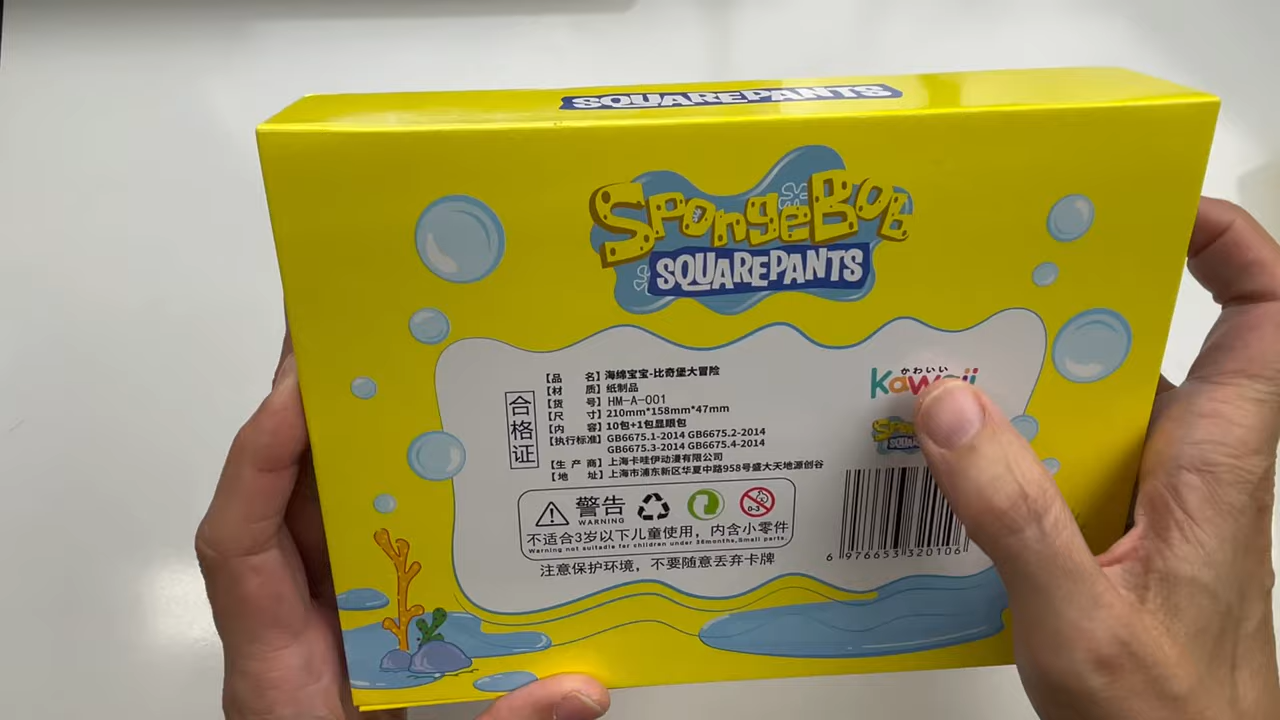 SQUAREPANTS
SPONGEBOB
SQUAREPANTS
合格证
【品 名】海绵宝宝-比奇堡大冒险
【材 质】纸制品
【货 号】HM-A-001
【尺 寸】210mm*158mm*47mm
【内 容】10包+1包显眼包
【执行标准】GB6675.1-2014 GB6675.2-2014
GB6675.3-2014 GB6675.4-2014
【生 产 商】上海卡哇伊动漫有限公司
【地 址】上海市浦东新区华夏中路958号盛大天地源创谷
かわいい
Kawaii
警告
WARNING
0-3
不适合3岁以下儿童使用，内含小零件
Warning not suitadle for children under 36months,Small parts.
注意保护环境，不要随意丢弃卡牌
6 976653 320106